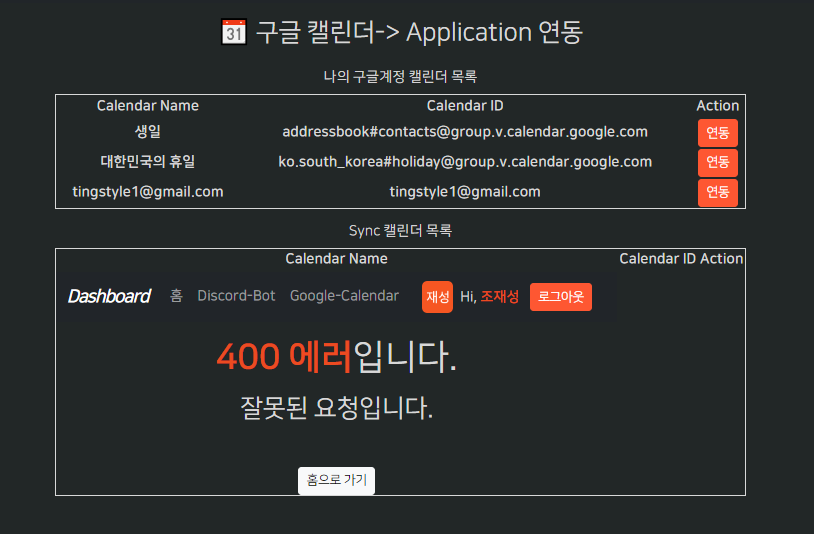 31 구글 캘린더-> Application 연동
나의 구글계정 캘린더 목록
Calendar Name Calendar ID Action
생일 addressbook#contacts@group.v.calendar.google.com 연동
대한민국의 휴일 ko.south_korea#holiday@group.v.calendar.google.com 연동
tingstyle1@gmail.com tingstyle1@gmail.com 연동
Sync 캘린더 목록
Calendar Name Calendar ID Action
Dashboard 홈 Discord-Bot Google-Calendar 재성 Hi, 조재성 로그아웃
400 에러입니다.
잘못된 요청입니다.
홈으로 가기